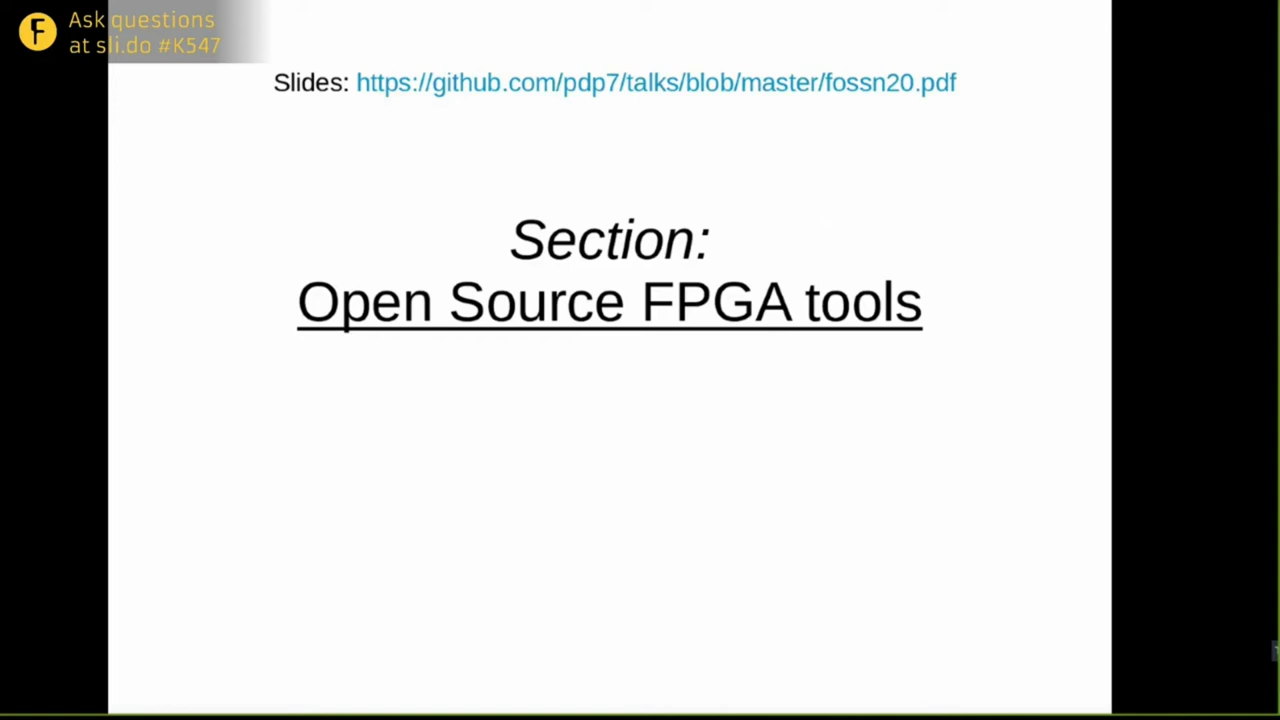 Ask questions
at sli.do #K547
Slides: https://github.com/pdp7/talks/blob/master/fossn20.pdf
Section:
Open Source FPGA tools